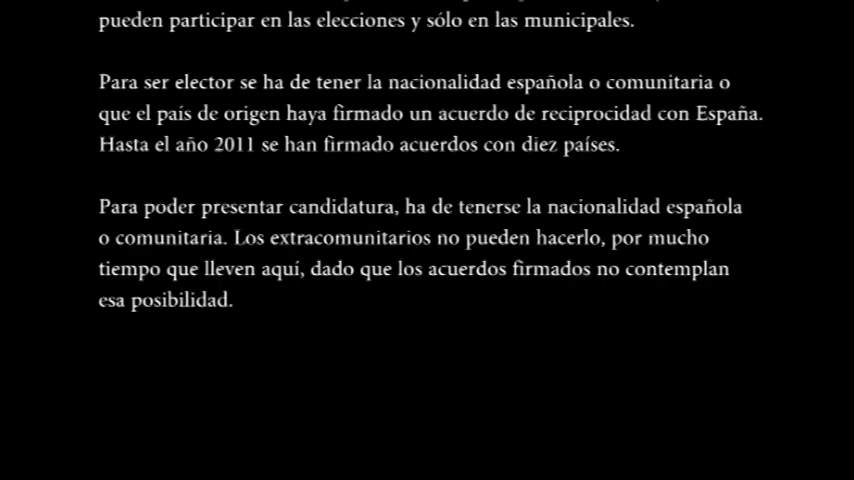 pueden participar en las elecciones y sólo en las municipales.
Para ser elector se ha de tener la nacionalidad española o comunitaria o
que el país de origen haya firmado un acuerdo de reciprocidad con España.
Hasta el año 2011 se han firmado acuerdos con diez países.
Para poder presentar candidatura, ha de tenerse la nacionalidad española
o comunitaria. Los extracomunitarios no pueden hacerlo, por mucho
tiempo que lleven aquí, dado que los acuerdos firmados no contemplan
esa posibilidad.